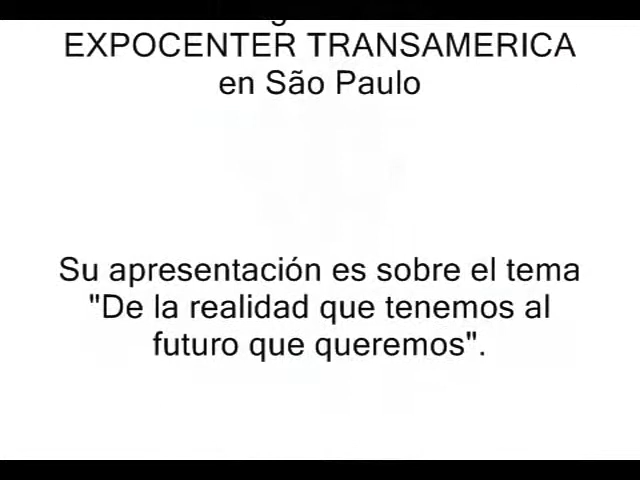 EXPOCENTER TRANSAMERICA
en São Paulo
Su apresentación es sobre el tema
"De la realidad que tenemos al
futuro que queremos".